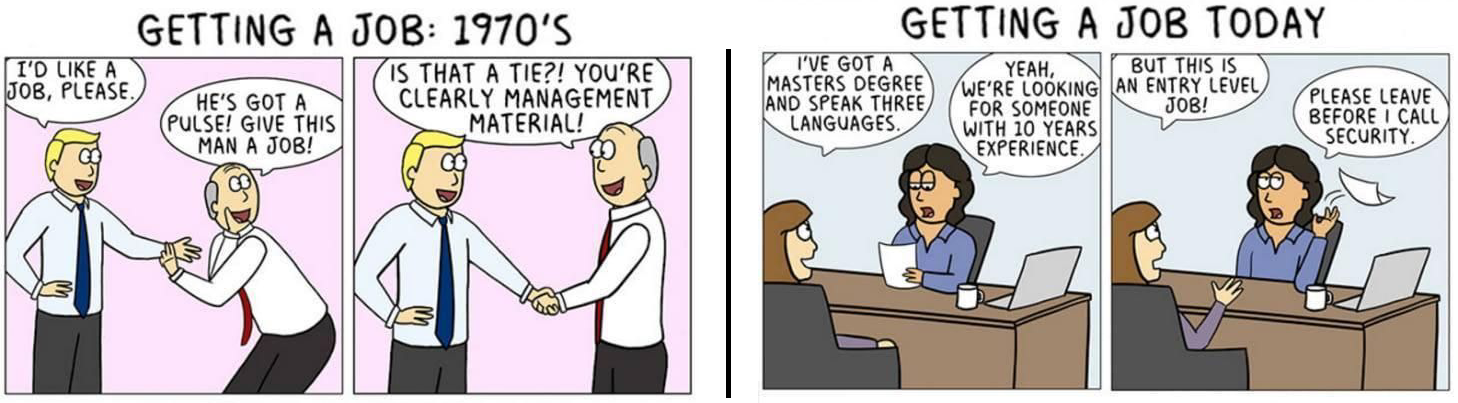 GETTING A JOB: 1970'S
I'D LIKE A
JOB, PLEASE.
HE'S GOT A
PULSE! GIVE THIS
MAN A JOB!
IS THAT A TIE?! YOU'RE
CLEARLY MANAGEMENT
MATERIAL!
GETTING A JOB TODAY
I'VE GOT A
MASTERS DEGREE
AND SPEAK THREE
LANGUAGES.
YEAH,
WE'RE LOOKING
FOR SOMEONE
WITH 10 YEARS
EXPERIENCE.
BUT THIS IS
AN ENTRY LEVEL
JOB!
PLEASE LEAVE
BEFORE I CALL
SECURITY.